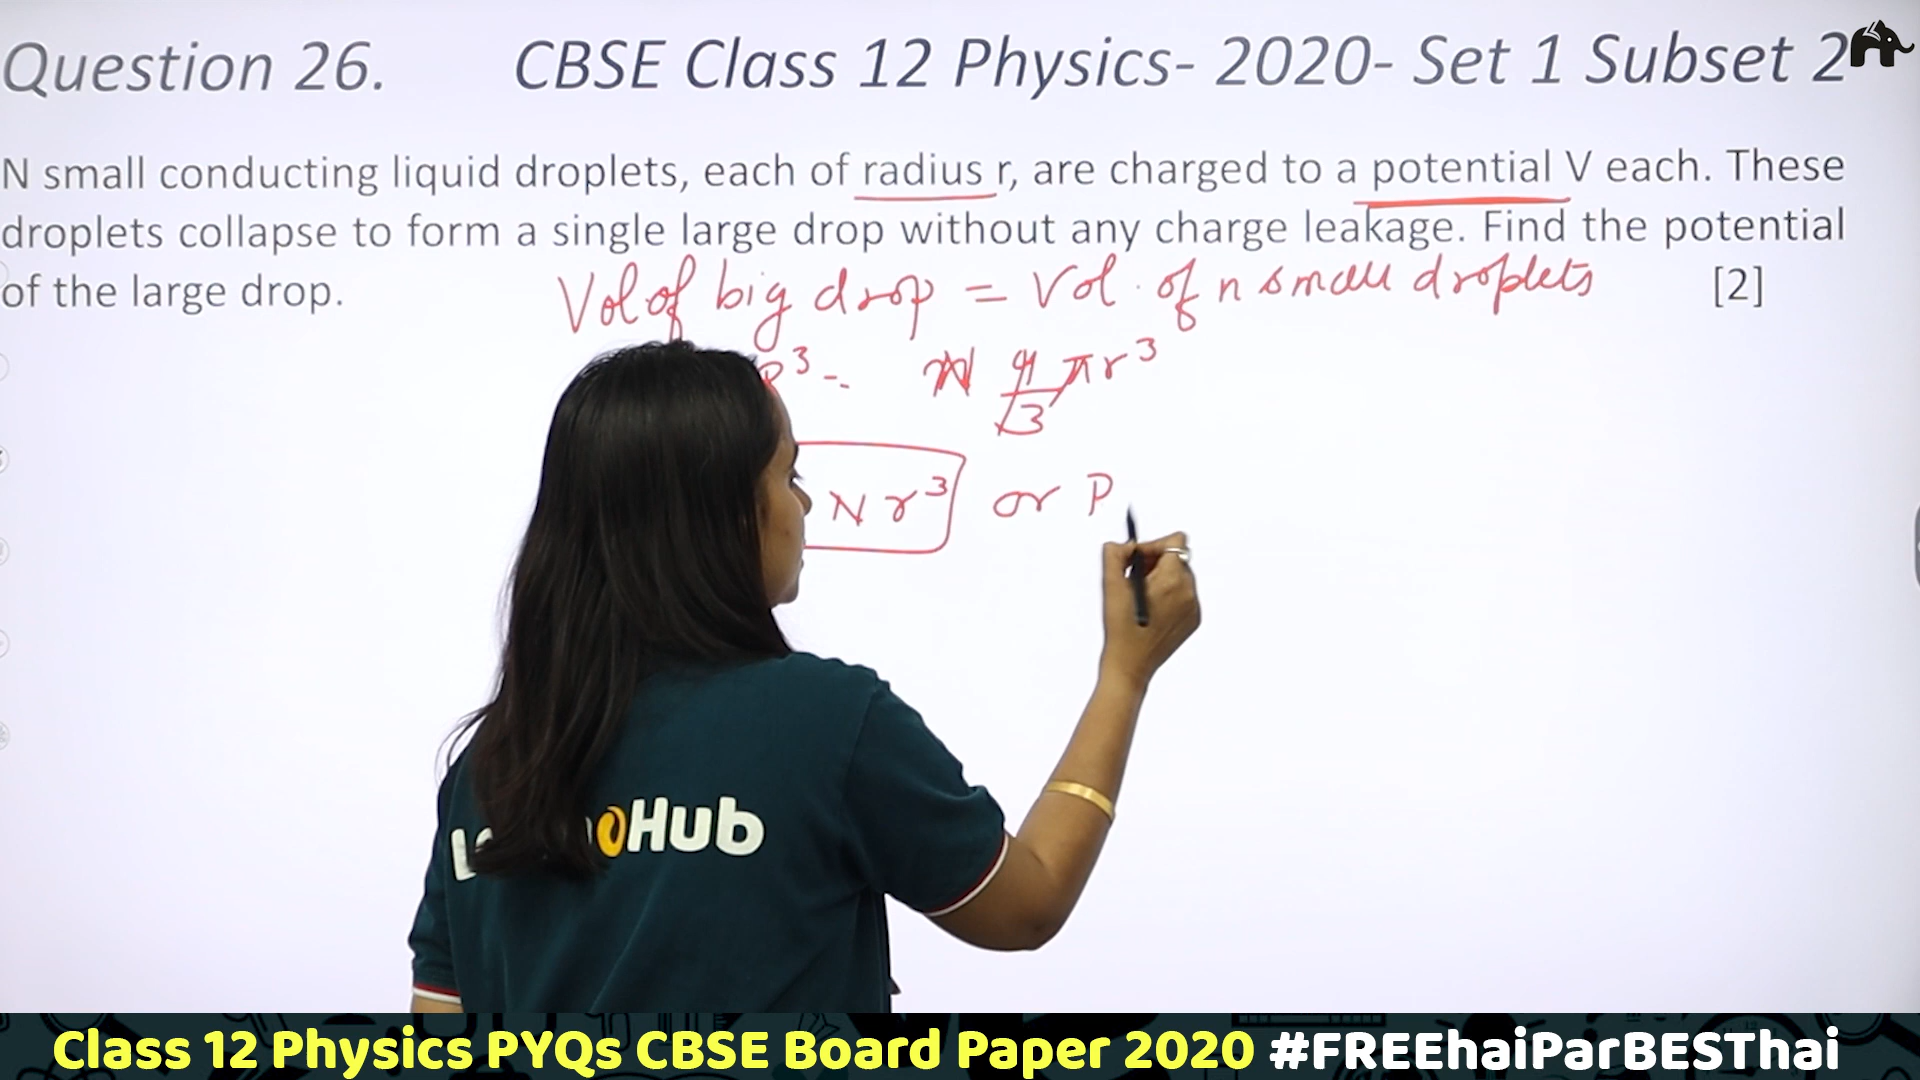 Question 26. CBSE Class 12 Physics- 2020- Set 1 Subset 2
N small conducting liquid droplets, each of radius r, are charged to a potential V each. These
droplets collapse to form a single large drop without any charge leakage. Find the potential
of the large drop. [2]
Vol of big drop = Vol. of n small droplets
R³ = N 4/3 πr³
N r³ or R
Hub
Class 12 Physics PYQs CBSE Board Paper 2020 #FREEhaiParBESThai